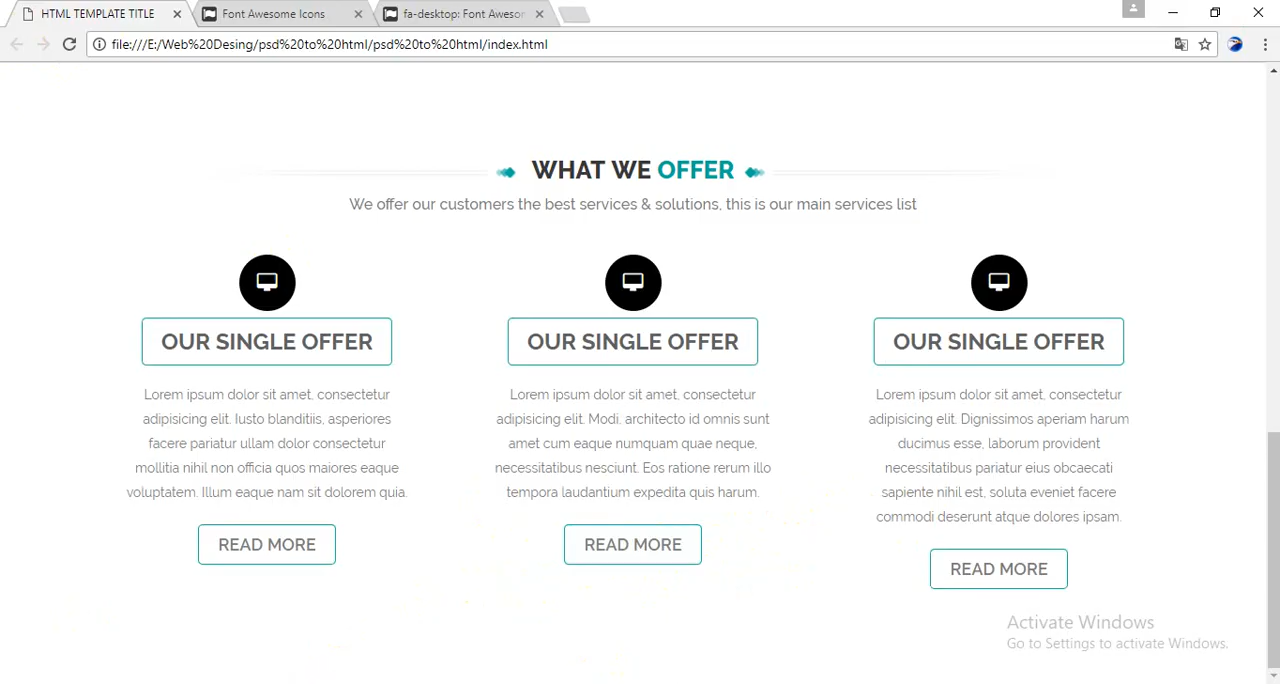 HTML TEMPLATE TITLE
Font Awesome Icons
fa-desktop: Font Aweso
file:///E:/Web%20Desing/psd%20to%20html/psd%20to%20html/index.html
WHAT WE OFFER
We offer our customers the best services & solutions, this is our main services list
OUR SINGLE OFFER
Lorem ipsum dolor sit amet, consectetur
adipisicing elit. Iusto blanditiis, asperiores
facere pariatur ullam dolor consectetur
mollitia nihil non officia quos maiores eaque
voluptatem. Illum eaque nam sit dolorem quia.
READ MORE
OUR SINGLE OFFER
Lorem ipsum dolor sit amet, consectetur
adipisicing elit. Modi, architecto id omnis sunt
amet cum eaque numquam quae neque,
necessitatibus nesciunt. Eos ratione rerum illo
tempora laudantium expedita quis harum.
READ MORE
OUR SINGLE OFFER
Lorem ipsum dolor sit amet, consectetur
adipisicing elit. Dignissimos aperiam harum
ducimus esse, laborum provident
necessitatibus pariatur eius obcaecati
sapiente nihil est, soluta eveniet facere
commodi deserunt atque dolores ipsam.
READ MORE
Activate Windows
Go to Settings to activate Windows.